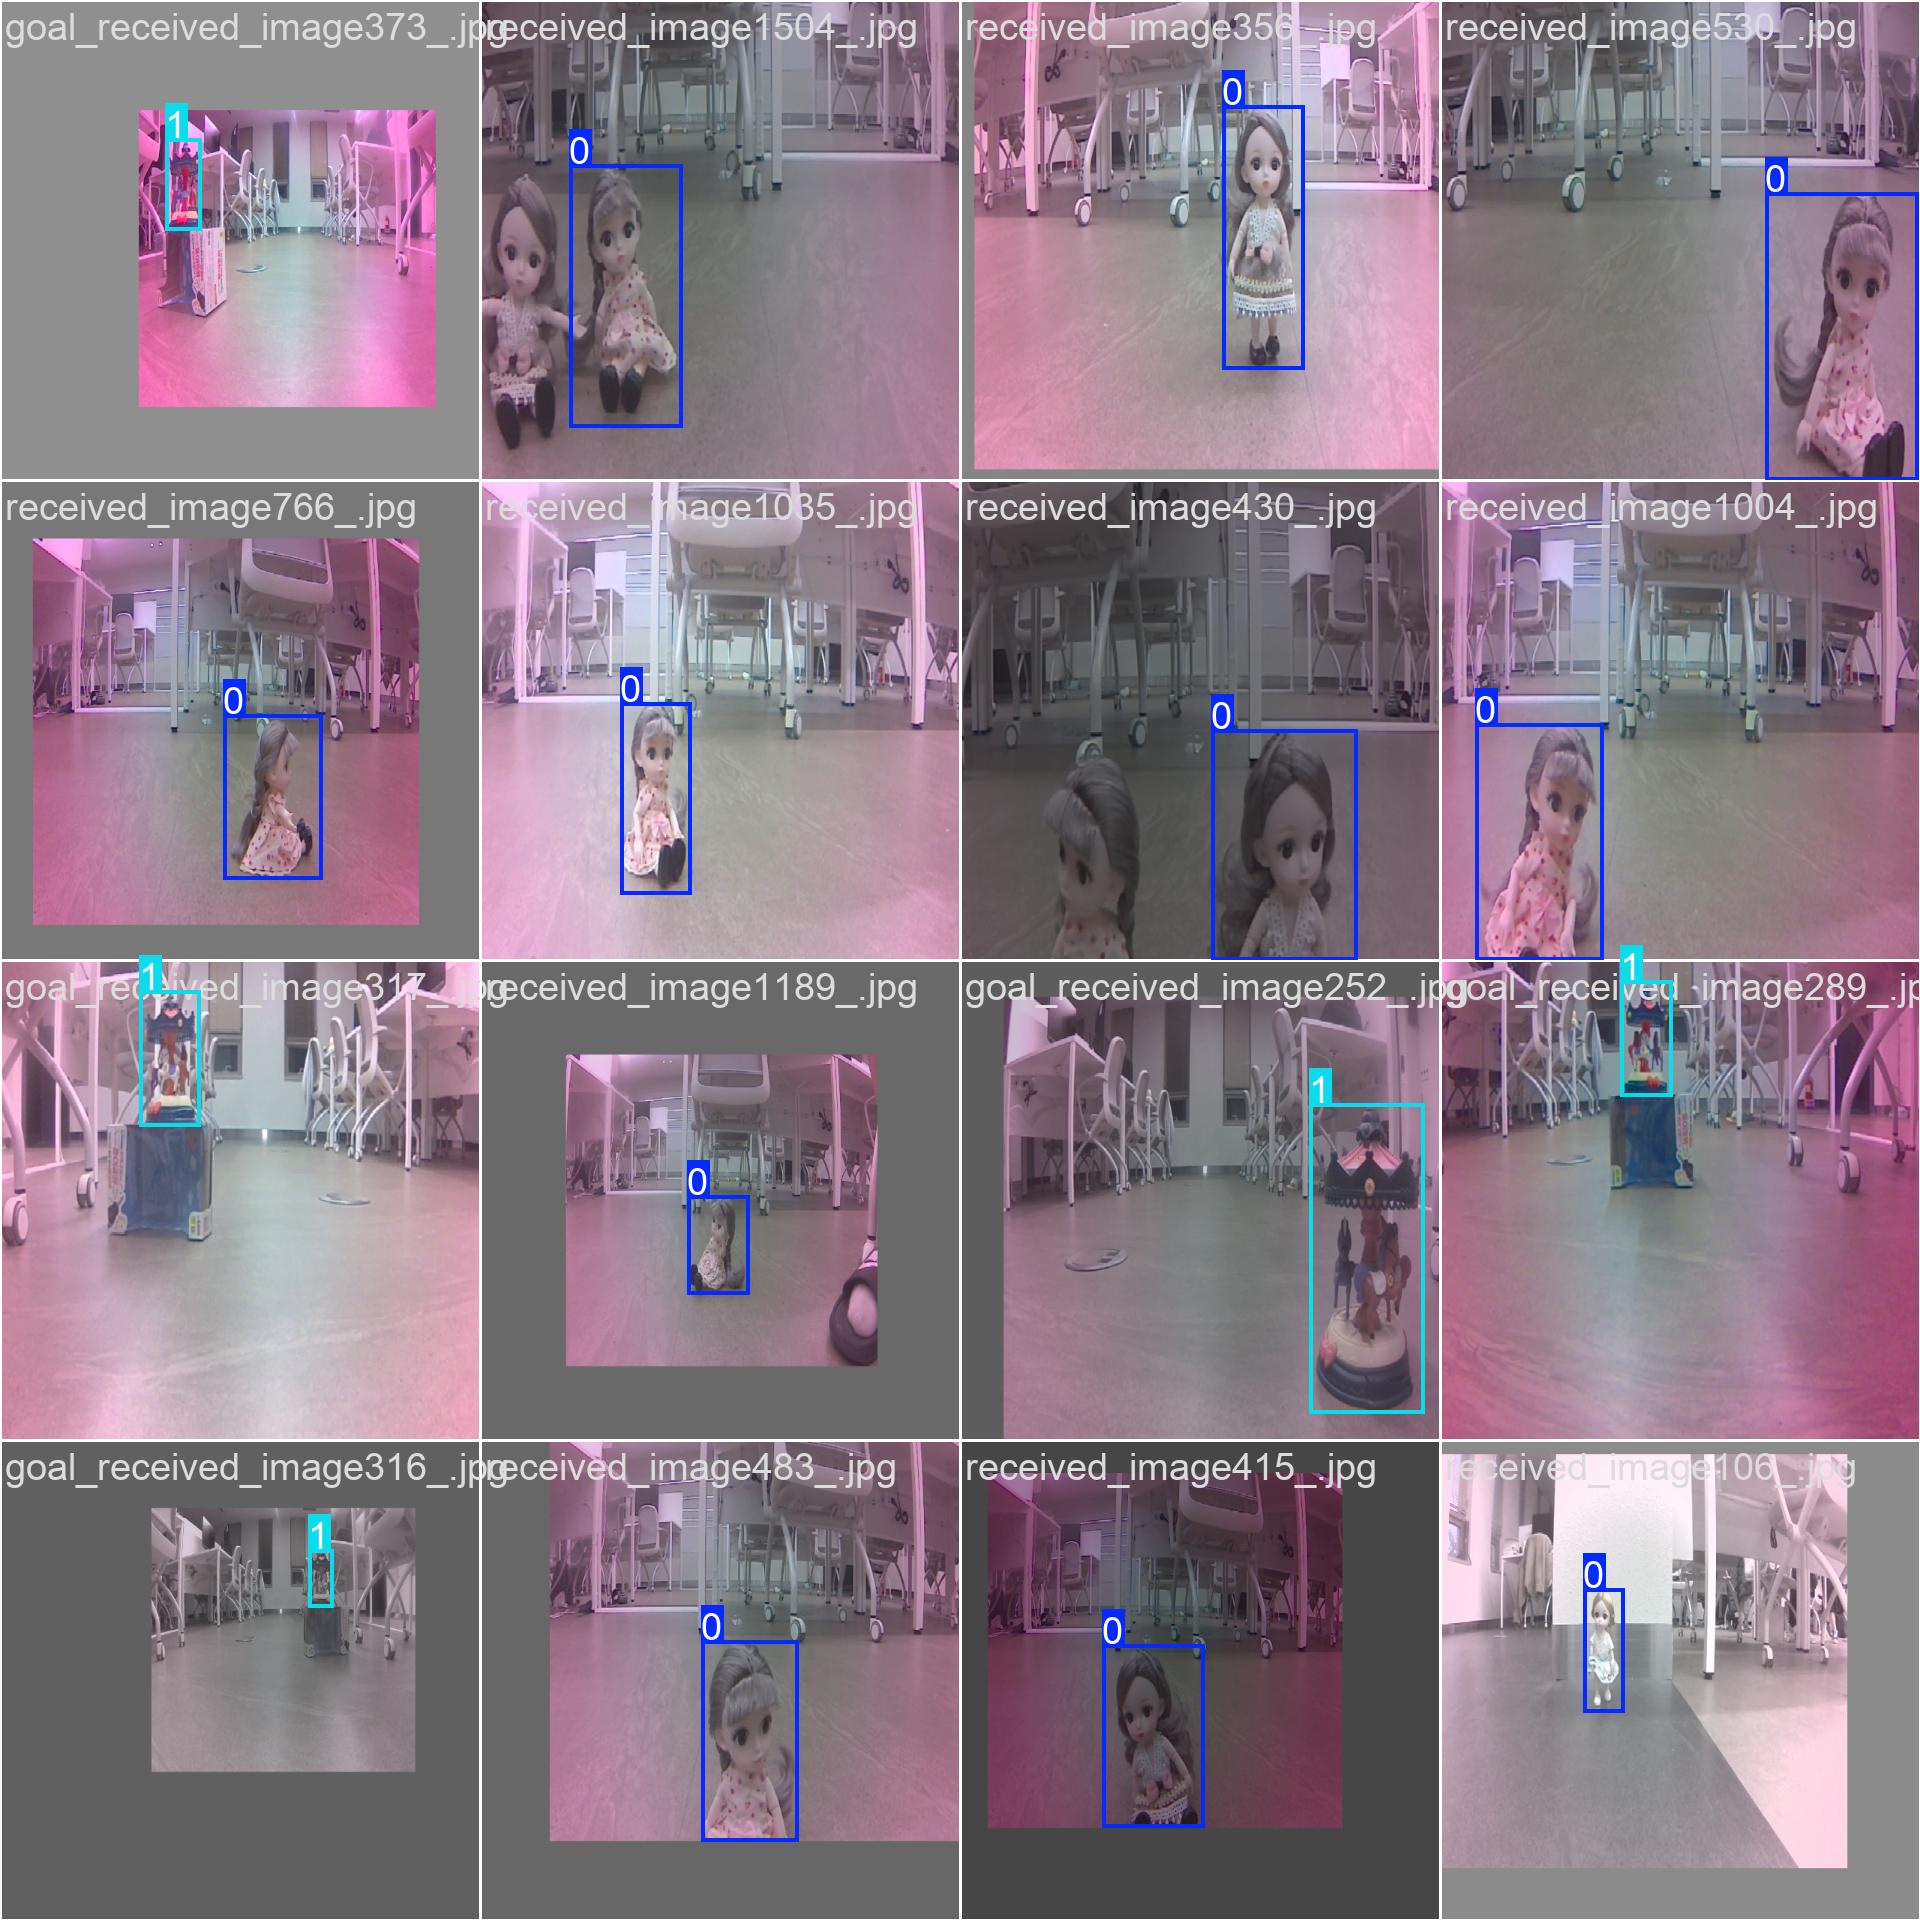 goal_received_image373_.jpg
received_image1504_.jpg
received_image356_.jpg
received_image530_.jpg
1
0
0
0
received_image766_.jpg
received_image1035_.jpg
received_image430_.jpg
received_image1004_.jpg
0
0
0
0
goal_received_image317_.jpg
received_image1189_.jpg
goal_received_image252_.jpg
goal_received_image289_.jp
1
0
1
1
goal_received_image316_.jpg
received_image483_.jpg
received_image415_.jpg
received_image106_.jpg
1
0
0
0